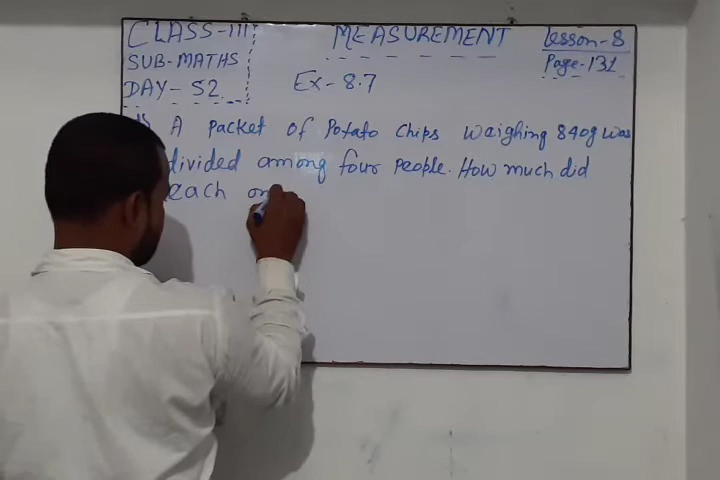 CLASS-III MEASUREMENT Lesson-8
SUB-MATHS Page-131
DAY-52 Ex-8.7
A packet of Potato chips waighing 840g was
divided among four people. How much did
each on